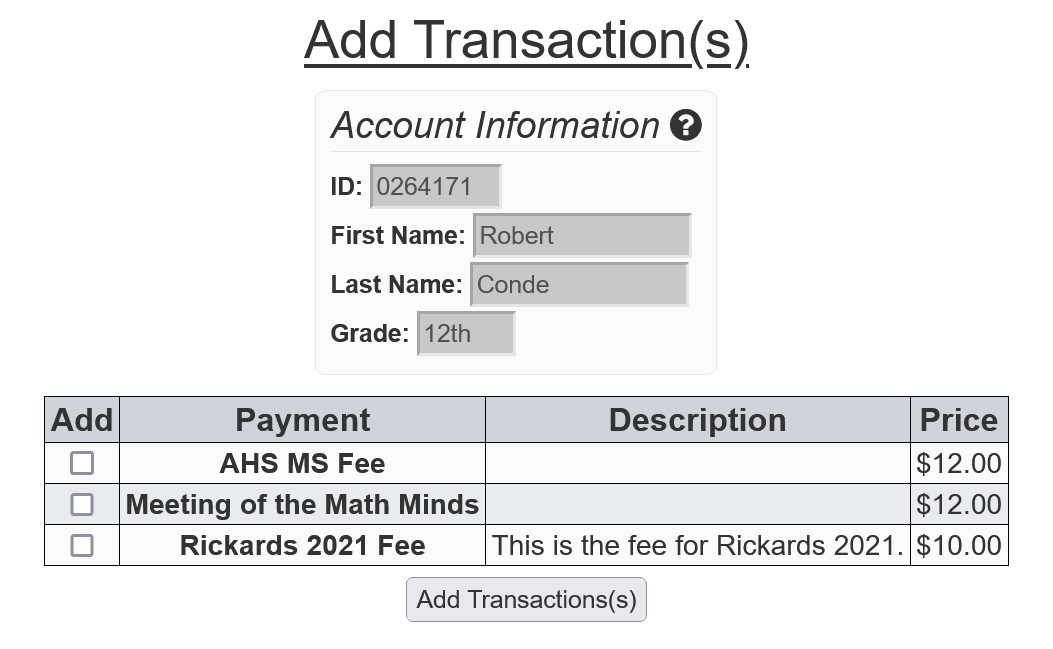 Add Transaction(s)
Account Information ?
ID: 0264171
First Name: Robert
Last Name: Conde
Grade: 12th
Add Payment Description Price
AHS MS Fee $12.00
Meeting of the Math Minds $12.00
Rickards 2021 Fee This is the fee for Rickards 2021. $10.00
Add Transactions(s)